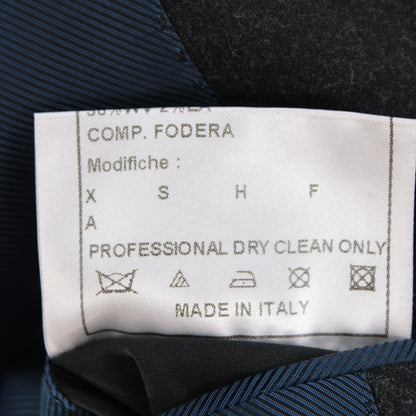 COMP. FODERA
Modifiche :
X S H F
A
PROFESSIONAL DRY CLEAN ONLY
MADE IN ITALY